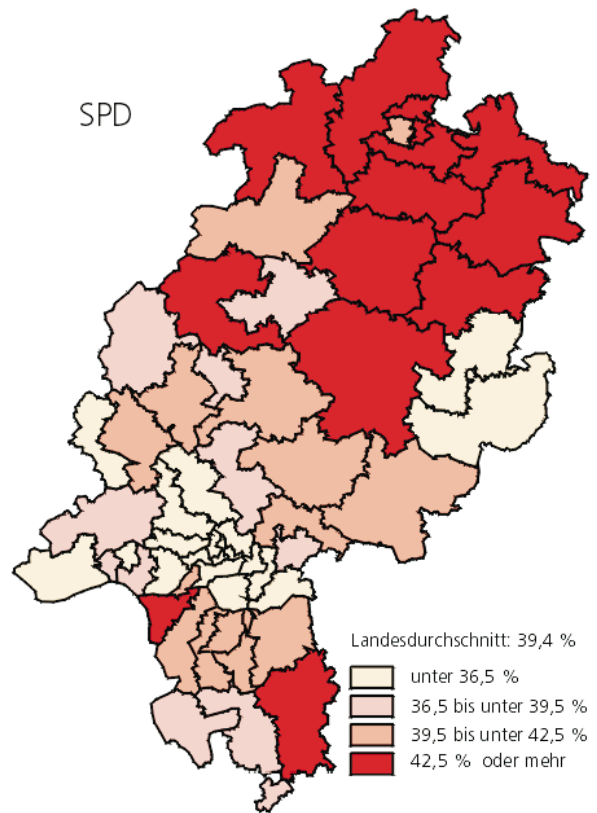 SPD
Landesdurchschnitt: 39,4 %
unter 36,5 %
36,5 bis unter 39,5 %
39,5 bis unter 42,5 %
42,5 % oder mehr